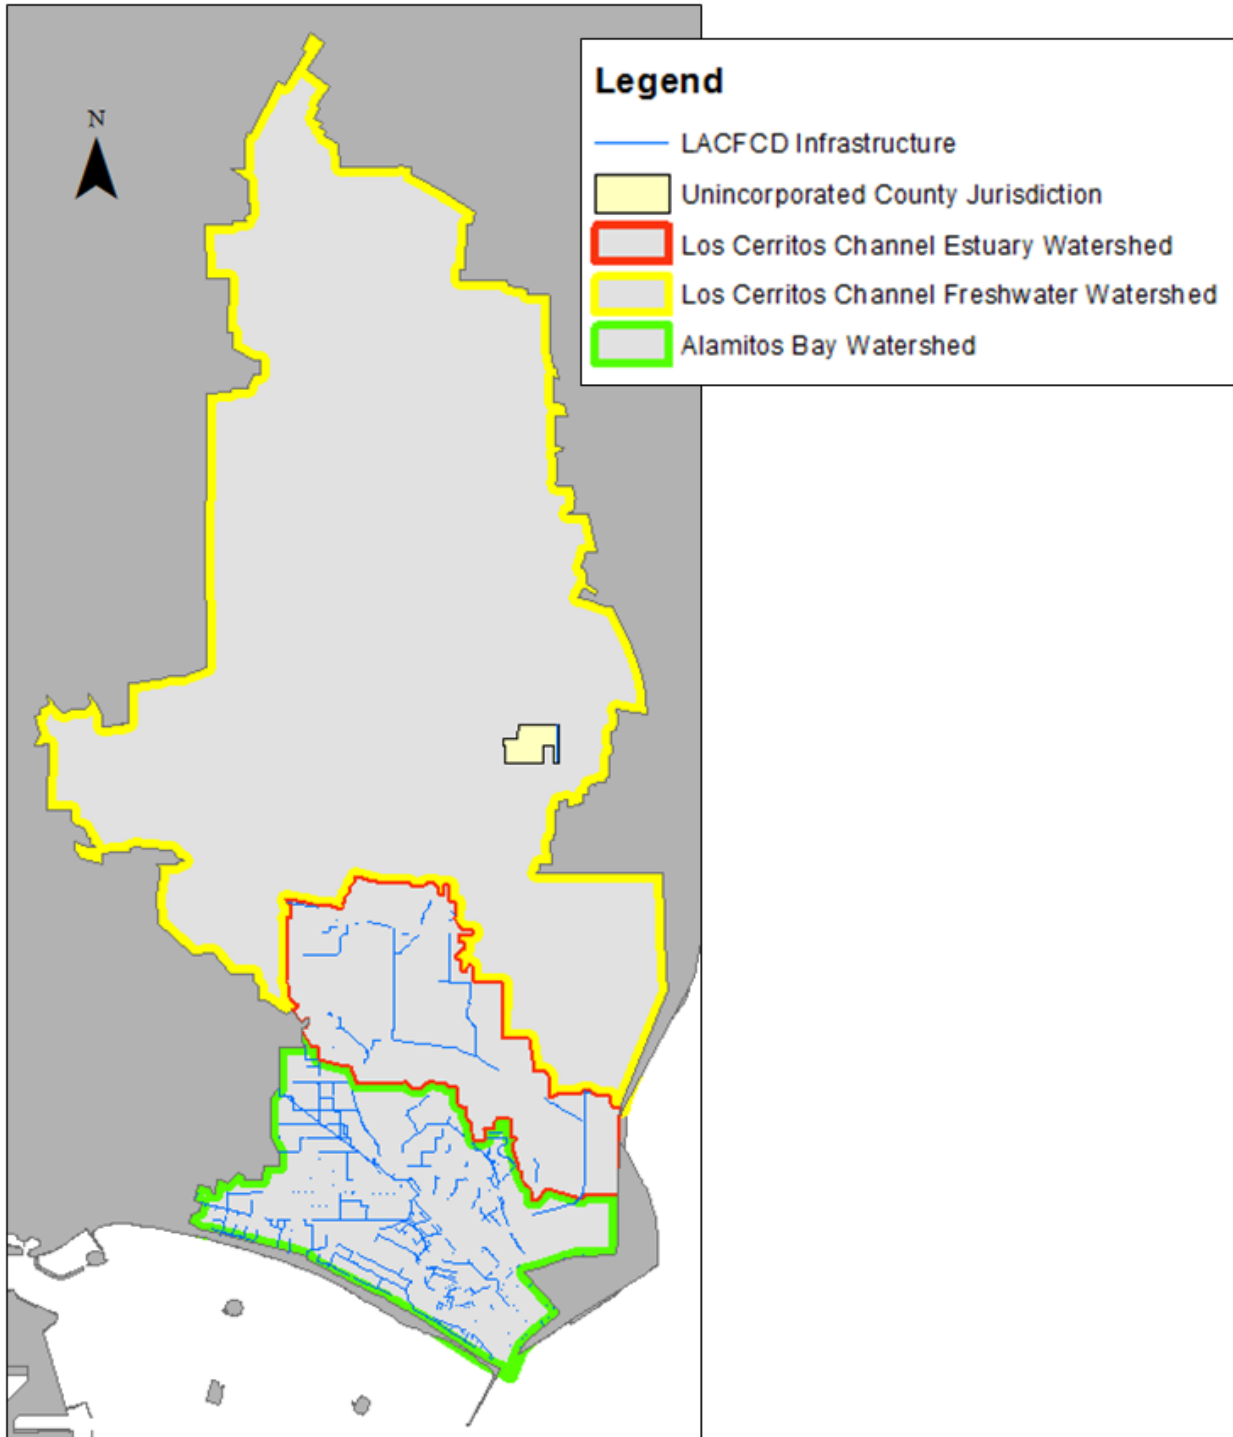 N
Legend
LACFCD Infrastructure
Unincorporated County Jurisdiction
Los Cerritos Channel Estuary Watershed
Los Cerritos Channel Freshwater Watershed
Alamitos Bay Watershed